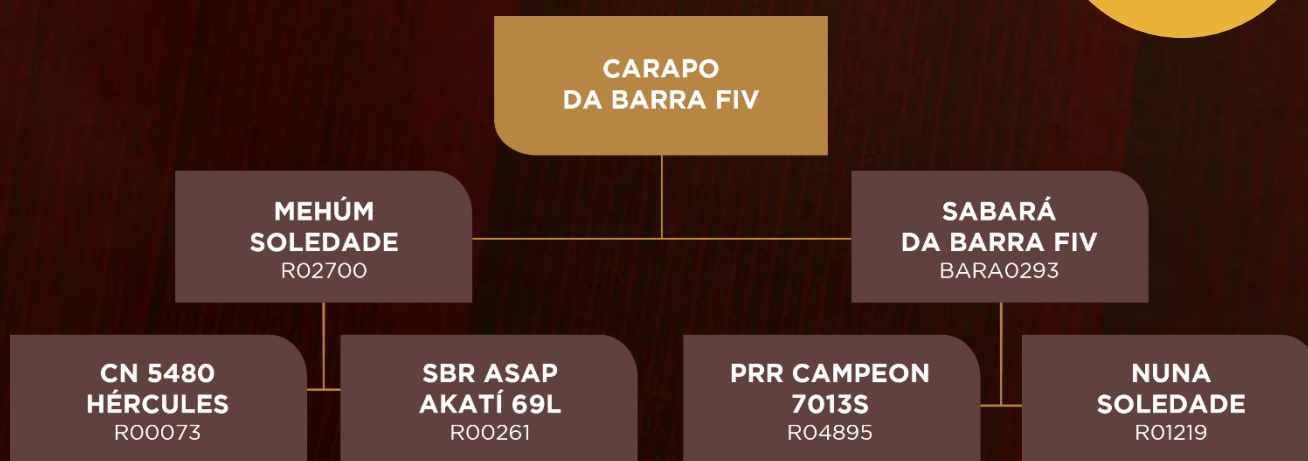 CARAPO
DA BARRA FIV
MEHÚM
SOLEDADE
R02700
SABARÁ
DA BARRA FIV
BARA0293
CN 5480
HÉRCULES
R00073
SBR ASAP
AKATÍ 69L
R00261
PRR CAMPEON
7013S
R04895
NUNA
SOLEDADE
R01219